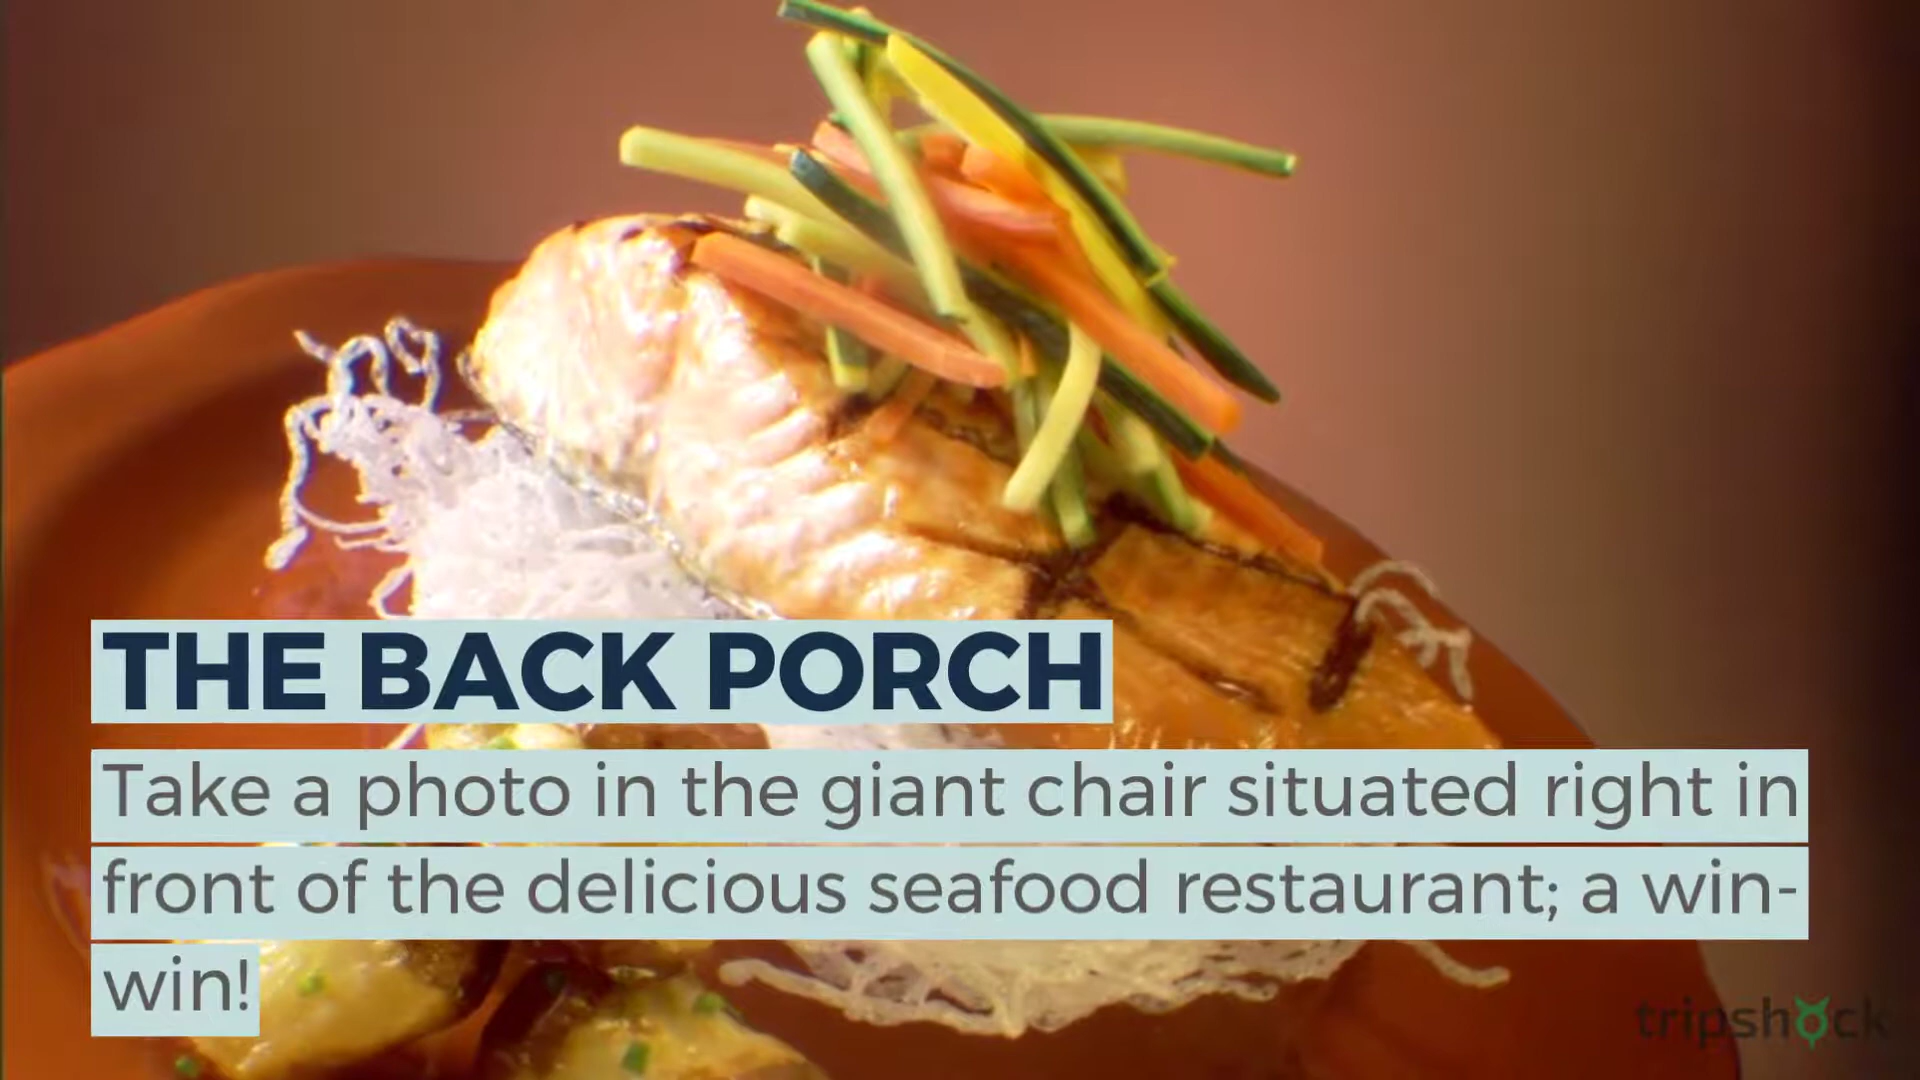 THE BACK PORCH
Take a photo in the giant chair situated right in
front of the delicious seafood restaurant; a win-
win!
tripshock